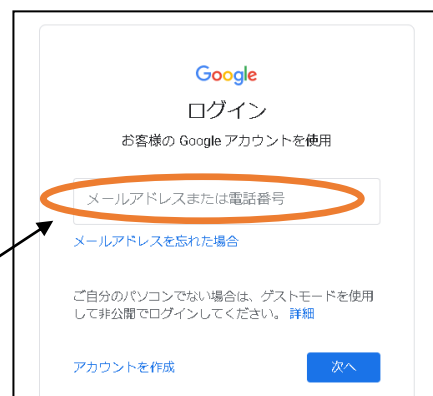 Google
ログイン
お客様の Google アカウントを使用
メールアドレスまたは電話番号
メールアドレスを忘れた場合
ご自分のパソコンでない場合は、ゲストモードを使用
して非公開でログインしてください。 詳細
アカウントを作成
次へ